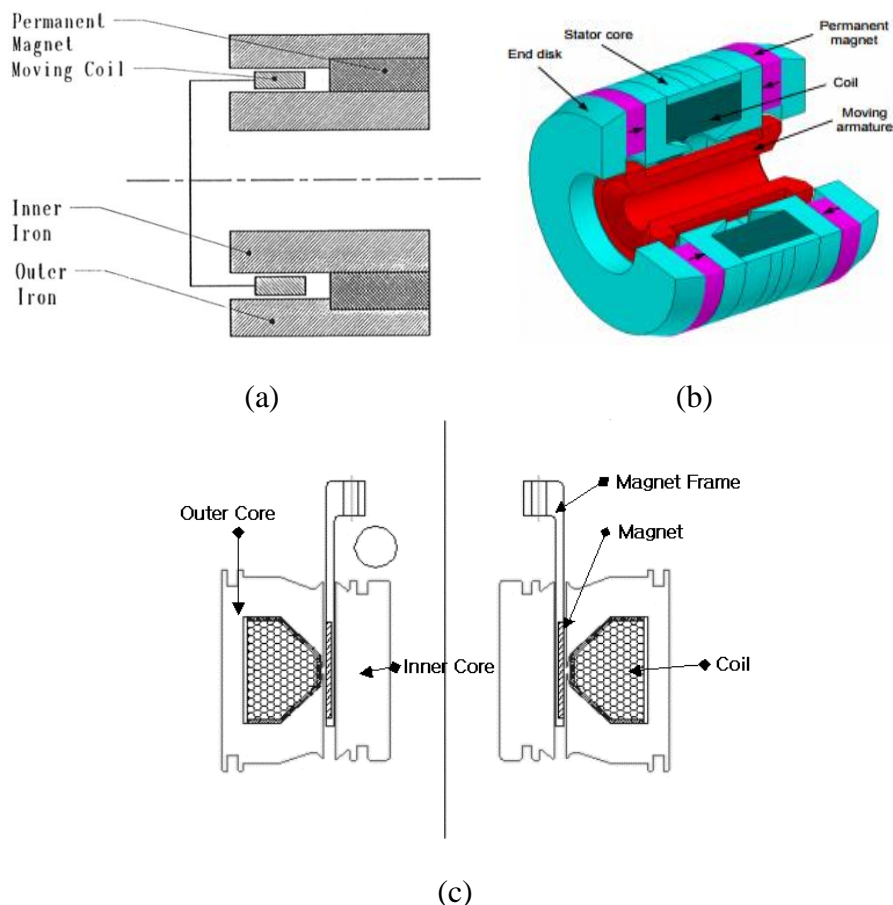 Permanent
Magnet
Moving Coil
Inner
Iron
Outer
Iron
(a)
Stator core
End disk
Permanent
magnet
Coil
Moving
armature
(b)
Outer Core
Magnet Frame
Magnet
Inner Core
Coil
(c)